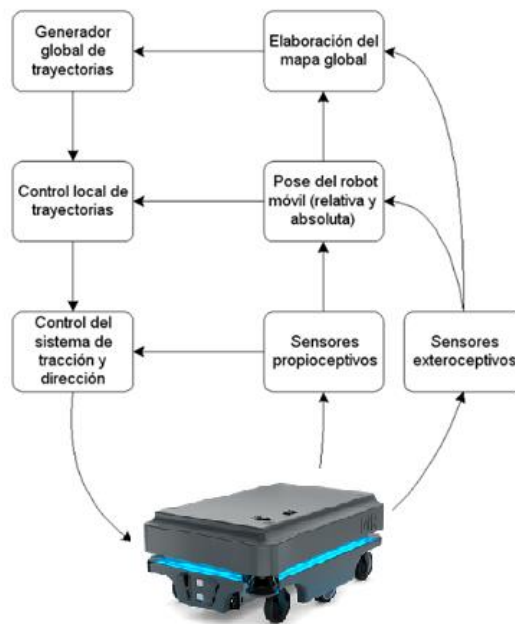 Generador
global de
trayectorias
Elaboración del
mapa global
Control local de
trayectorias
Pose del robot
móvil (relativa y
absoluta)
Control del
sistema de
tracción y
dirección
Sensores
propioceptivos
Sensores
exteroceptivos